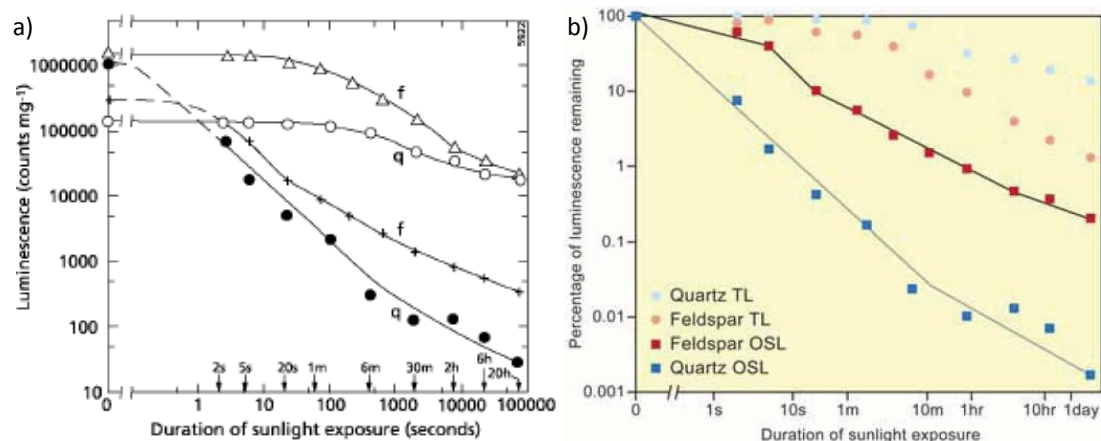 a)
5922
1000000
100000
10000
1000
100
10
Luminescence (counts mg⁻¹)
f
q
f
q
2s 5s 20s 1m 6m 30m 2h 6h 20h
0 1 10 100 1000 10000 100000
Duration of sunlight exposure (seconds)
b)
100
10
1
0.1
0.01
0.001
Percentage of luminescence remaining
Quartz TL
Feldspar TL
Feldspar OSL
Quartz OSL
0 1s 10s 1m 10m 1hr 10hr 1day
Duration of sunlight exposure